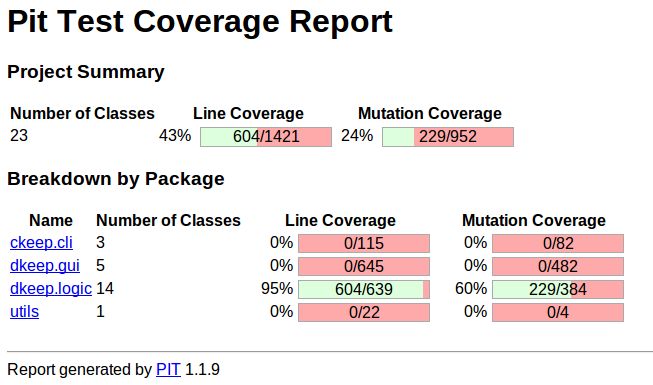 Pit Test Coverage Report
Project Summary
Number of Classes Line Coverage Mutation Coverage
23 43% 604/1421 24% 229/952
Breakdown by Package
Name Number of Classes Line Coverage Mutation Coverage
ckeep.cli 3 0% 0/115 0% 0/82
dkeep.gui 5 0% 0/645 0% 0/482
dkeep.logic 14 95% 604/639 60% 229/384
utils 1 0% 0/22 0% 0/4
Report generated by PIT 1.1.9